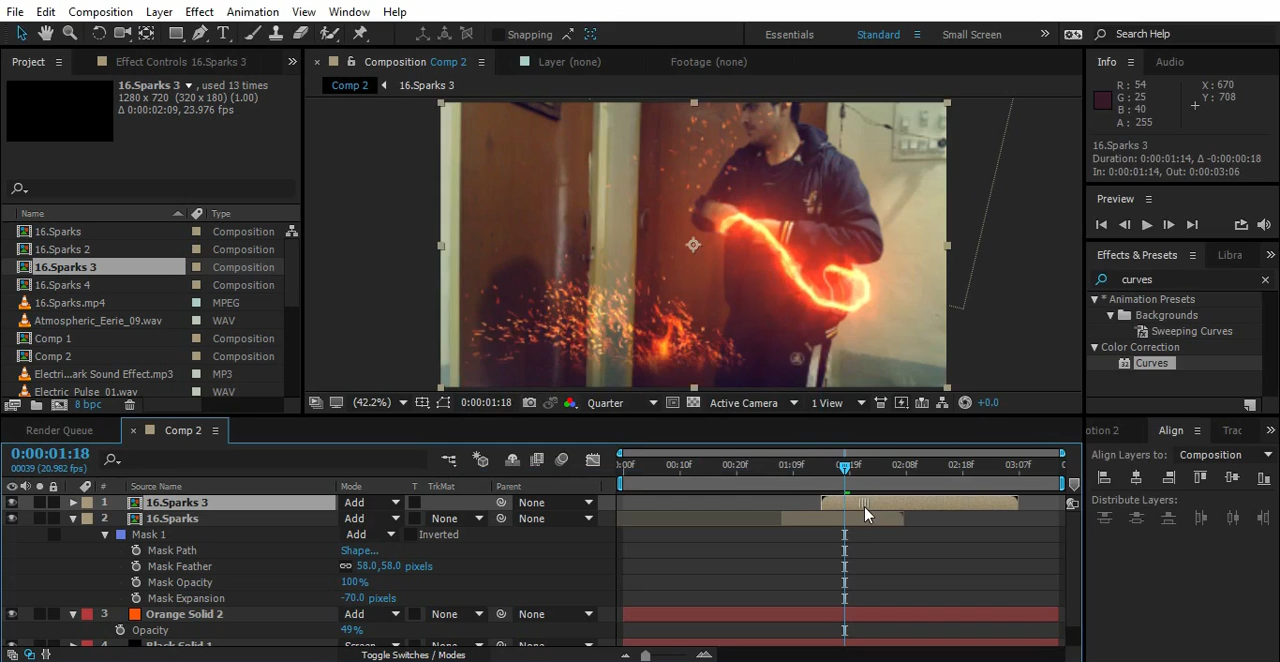 File Edit Composition Layer Effect Animation View Window Help
Snapping Essentials Standard Small Screen Search Help
Project Effect Controls 16.Sparks 3 Composition Comp 2 Layer (none) Footage (none) Info Audio
16.Sparks 3 , used 13 times
1280 x 720 (320 x 180) (1.00)
Δ 0:00:02:09, 23.976 fps
Comp 2 16.Sparks 3
R: 54 X: 670
G: 25 Y: 708
B: 40
A: 255
16.Sparks 3
Duration: 0:00:01:14, Δ -0:00:00:18
In: 0:00:01:14, Out: 0:00:03:06
Preview
Effects & Presets Libra
curves
* Animation Presets
Backgrounds
Sweeping Curves
Color Correction
Curves
Name Type
16.Sparks Composition
16.Sparks 2 Composition
16.Sparks 3 Composition
16.Sparks 4 Composition
16.Sparks.mp4 MPEG
Atmospheric_Eerie_09.wav WAV
Comp 1 Composition
Comp 2 Composition
Electri...ark Sound Effect.mp3 MP3
Electric_Pulse_01.wav WAV
8 bpc
(42.2%) 0:00:01:18 Quarter Active Camera 1 View +0.0
Render Queue Comp 2
otion 2 Align Trac
0:00:01:18
00039 (20.982 fps)
Align Layers to: Composition
Distribute Layers:
:00f 00:10f 00:20f 01:09f 19f 02:08f 02:18f 03:07f
# Source Name Mode T TrkMat Parent
1 16.Sparks 3 Add None
2 16.Sparks Add None None
Mask 1 Add Inverted
Mask Path Shape...
Mask Feather 58.0,58.0 pixels
Mask Opacity 100%
Mask Expansion -70.0 pixels
3 Orange Solid 2 Add None None
Opacity 49%
4 Black Solid 1 Screen None None
Toggle Switches / Modes